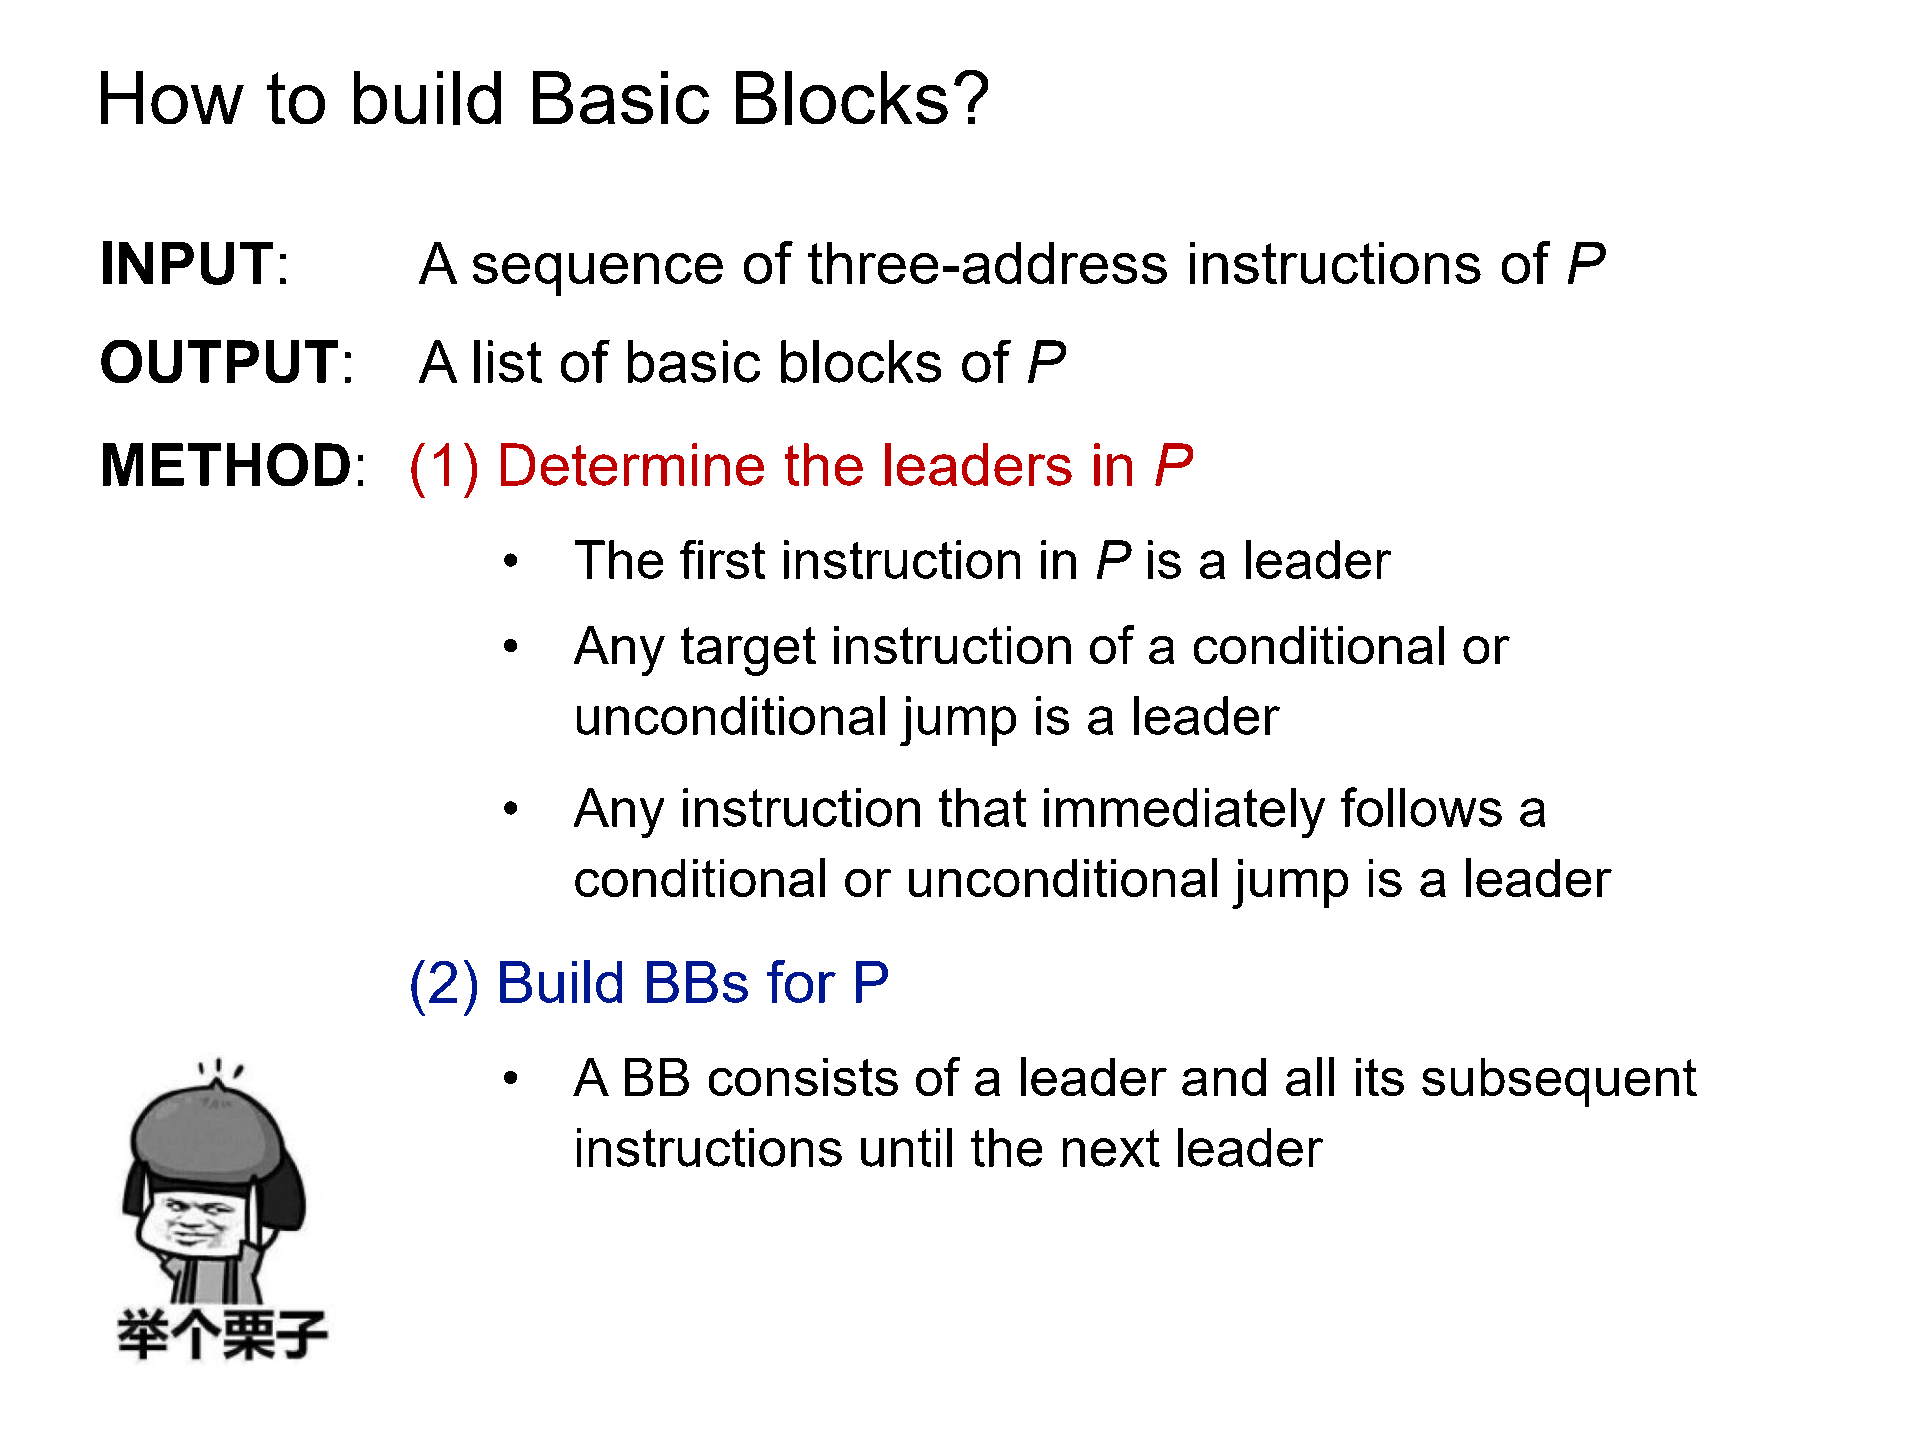 How to build Basic Blocks?
INPUT: A sequence of three-address instructions of P
OUTPUT: A list of basic blocks of P
METHOD: (1) Determine the leaders in P
• The first instruction in P is a leader
• Any target instruction of a conditional or
unconditional jump is a leader
• Any instruction that immediately follows a
conditional or unconditional jump is a leader
(2) Build BBs for P
• A BB consists of a leader and all its subsequent
instructions until the next leader
举个栗子